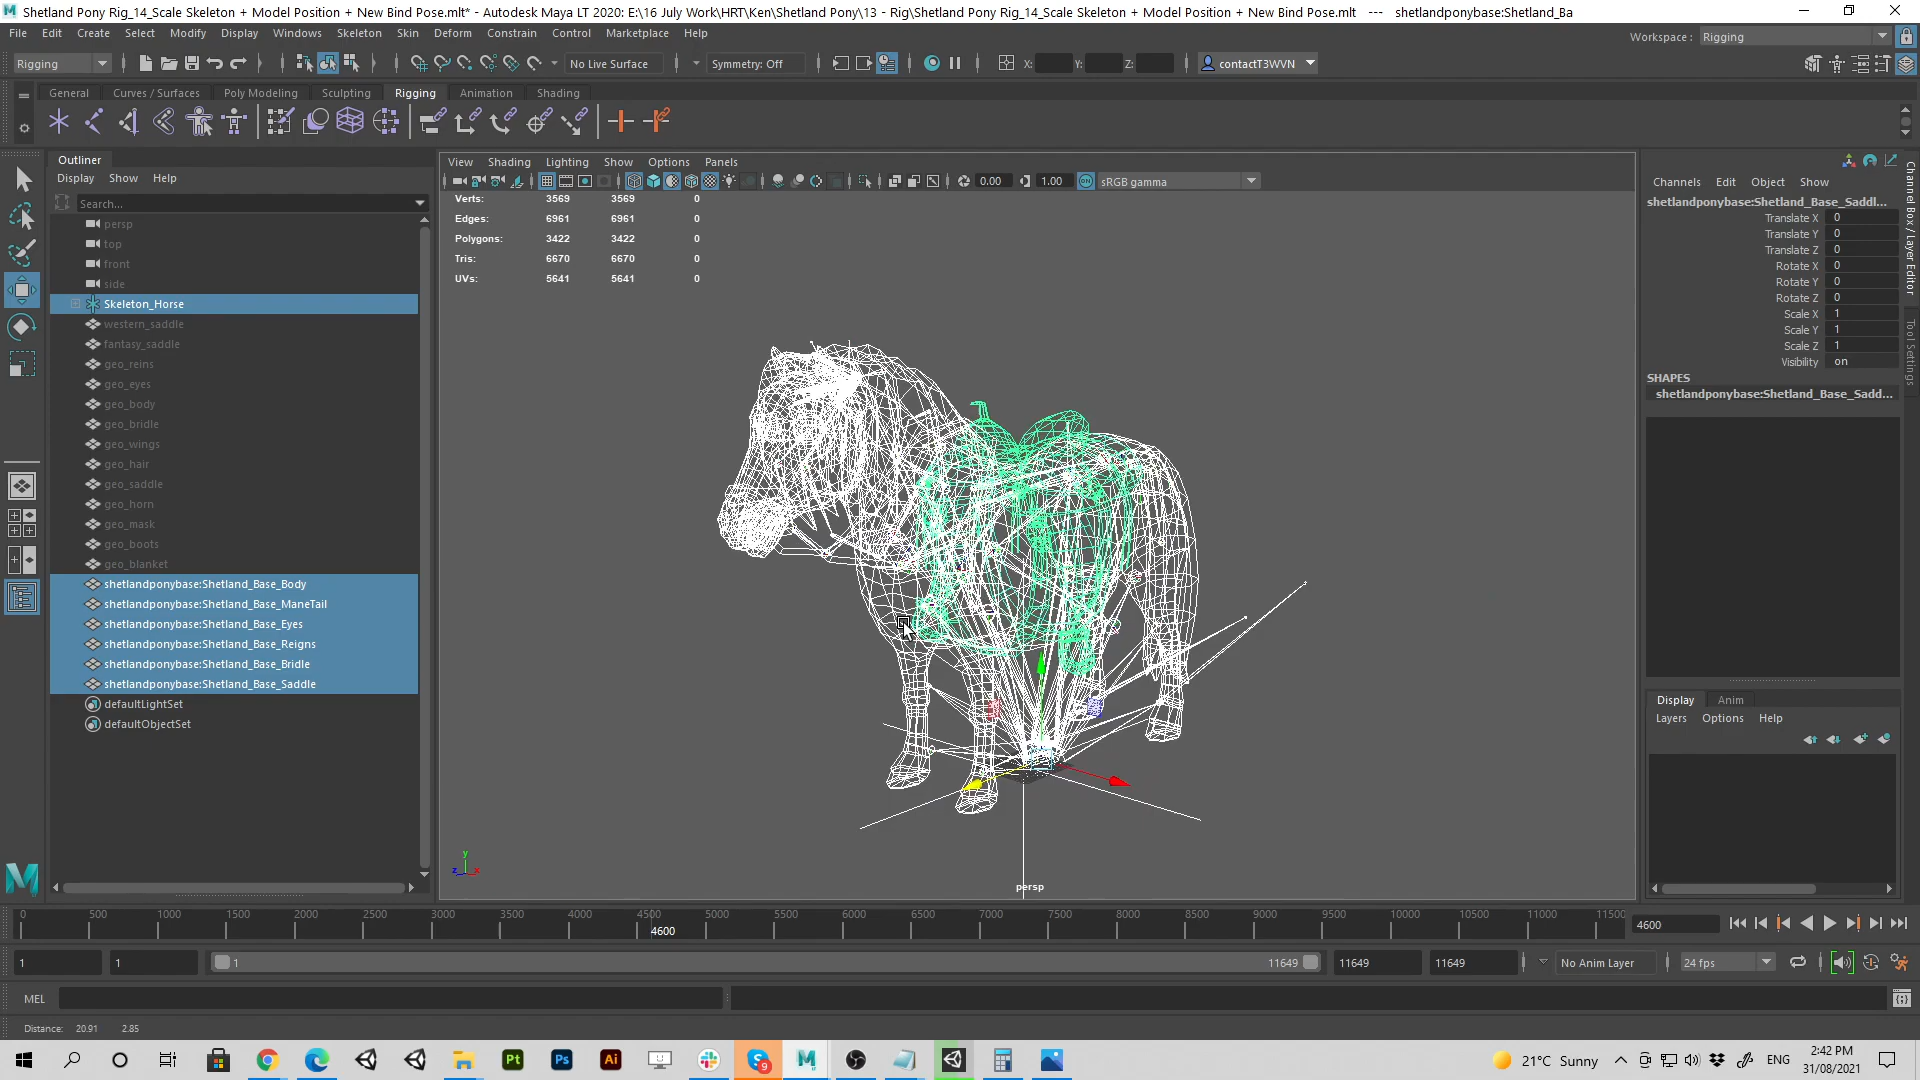 Shetland Pony Rig_14_Scale Skeleton + Model Position + New Bind Pose.mlt* - Autodesk Maya LT 2020: E:\16 July Work\HRT\Ken\Shetland Pony\13 - Rig\Shetland Pony Rig_14_Scale Skeleton + Model Position + New Bind Pose.mlt   ---   shetlandponybase:Shetland_Ba
File Edit Create Select Modify Display Windows Skeleton Skin Deform Constrain Control Marketplace Help
Workspace : Rigging
Rigging No Live Surface Symmetry: Off X: Y: Z: contactT3WVN
General Curves / Surfaces Poly Modeling Sculpting Rigging Animation Shading
Outliner
Display Show Help
Search...
persp
top
front
side
Skeleton_Horse
western_saddle
fantasy_saddle
geo_reins
geo_eyes
geo_body
geo_bridle
geo_wings
geo_hair
geo_saddle
geo_horn
geo_mask
geo_boots
geo_blanket
shetlandponybase:Shetland_Base_Body
shetlandponybase:Shetland_Base_ManeTail
shetlandponybase:Shetland_Base_Eyes
shetlandponybase:Shetland_Base_Reigns
shetlandponybase:Shetland_Base_Bridle
shetlandponybase:Shetland_Base_Saddle
defaultLightSet
defaultObjectSet
View Shading Lighting Show Options Panels
0.00 1.00 ON sRGB gamma
Verts: 3569 3569 0
Edges: 6961 6961 0
Polygons: 3422 3422 0
Tris: 6670 6670 0
UVs: 5641 5641 0
y
z x
persp
Channels Edit Object Show
shetlandponybase:Shetland_Base_Saddl...
Translate X 0
Translate Y 0
Translate Z 0
Rotate X 0
Rotate Y 0
Rotate Z 0
Scale X 1
Scale Y 1
Scale Z 1
Visibility on
SHAPES
shetlandponybase:Shetland_Base_Sadd...
Channel Box / Layer Editor
Tool Settings
Display Anim
Layers Options Help
0 500 1000 1500 2000 2500 3000 3500 4000 4500 5000 5500 6000 6500 7000 7500 8000 8500 9000 9500 10000 10500 11000 11500
4600
4600
1 1 1 11649 11649 11649 No Anim Layer 24 fps
MEL
Distance: 20.91 2.85
Pt Ps Ai 9
21°C Sunny ENG
2:42 PM
31/08/2021